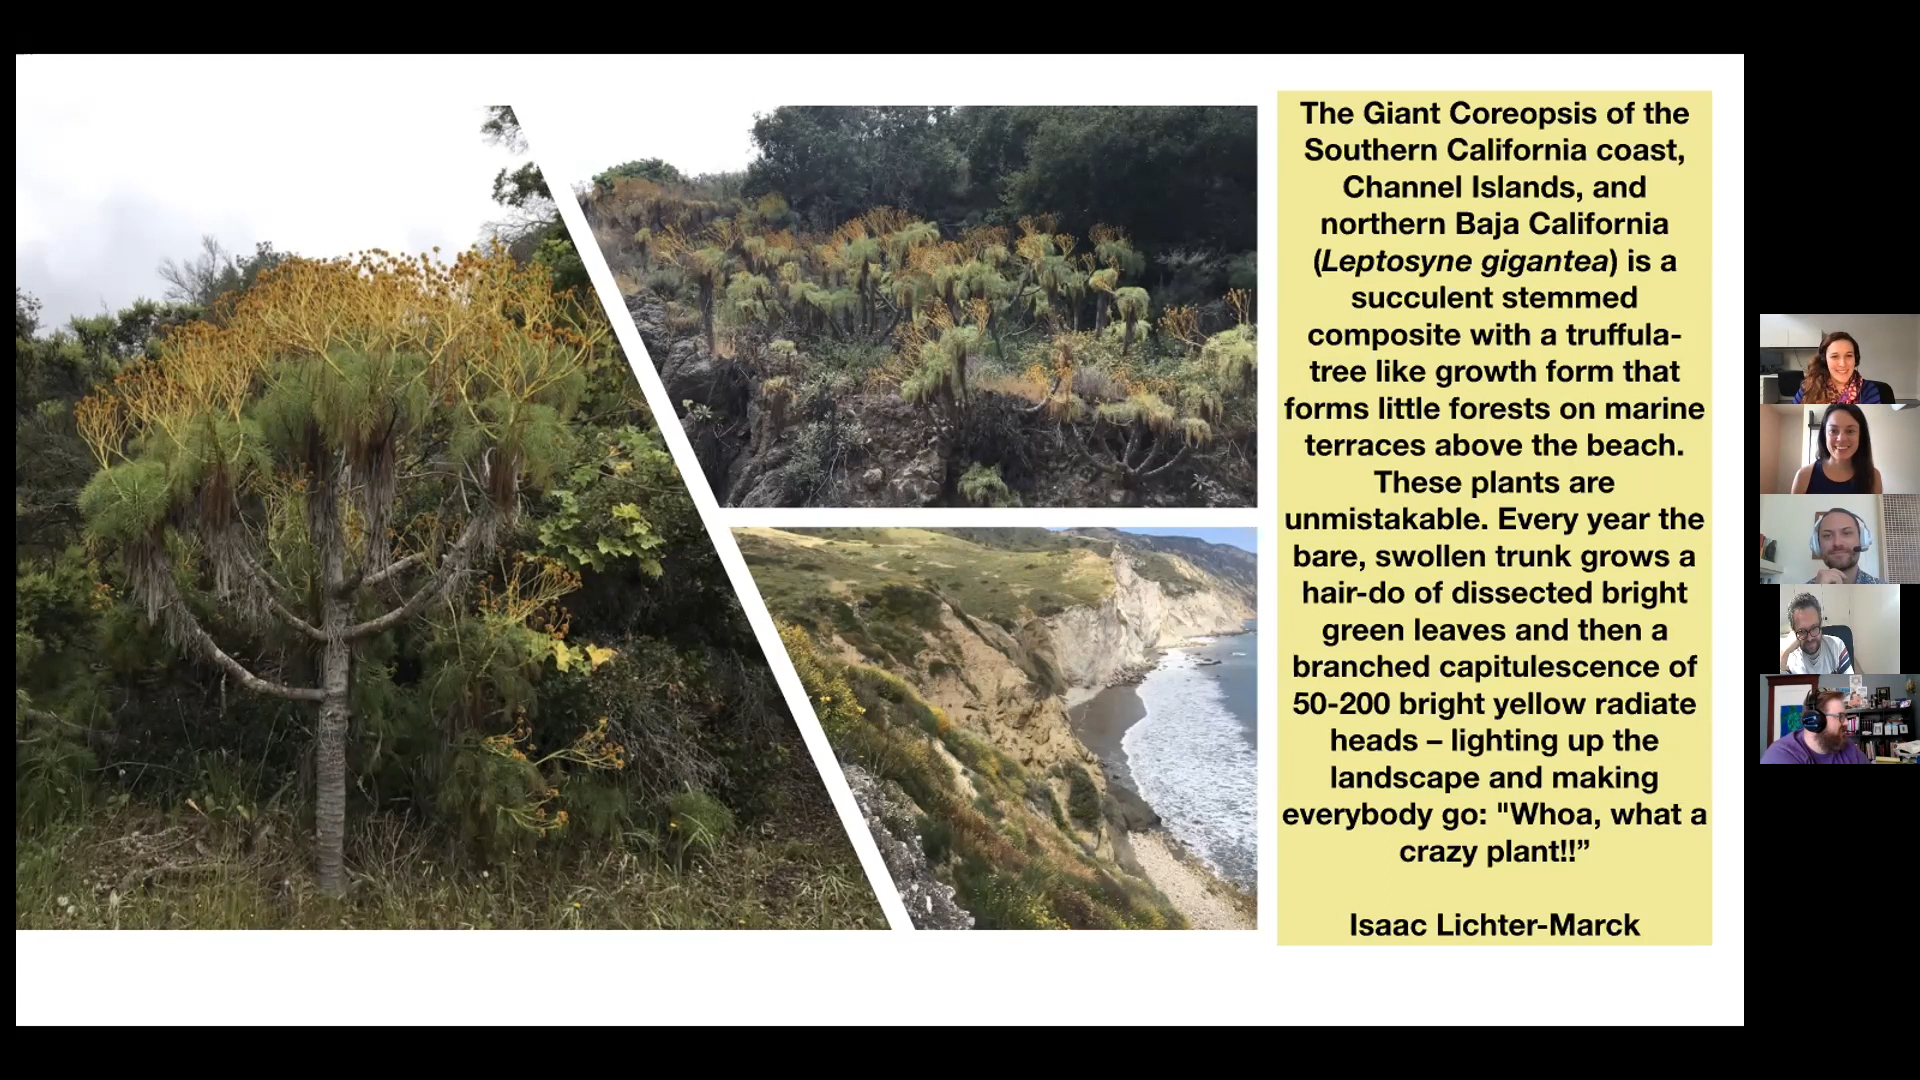 The Giant Coreopsis of the
Southern California coast,
Channel Islands, and
northern Baja California
(Leptosyne gigantea) is a
succulent stemmed
composite with a truffula-
tree like growth form that
forms little forests on marine
terraces above the beach.
These plants are
unmistakable. Every year the
bare, swollen trunk grows a
hair-do of dissected bright
green leaves and then a
branched capitulescence of
50-200 bright yellow radiate
heads – lighting up the
landscape and making
everybody go: "Whoa, what a
crazy plant!!”
Isaac Lichter-Marck